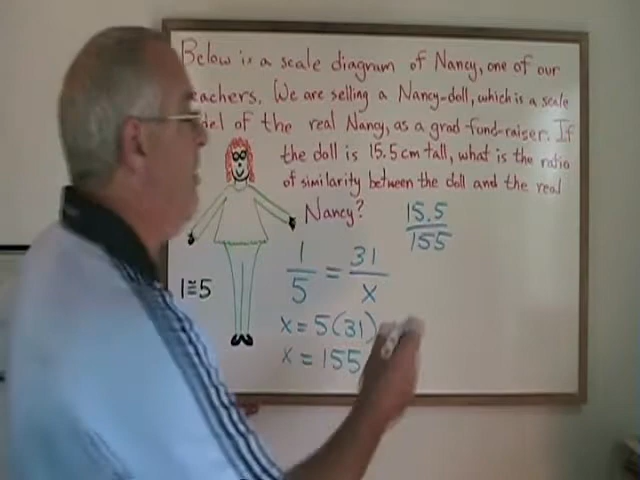 Below is a scale diagram of Nancy, one of our
eachers. We are selling a Nancy-doll, which is a scale
del of the real Nancy, as a grad fund-raiser. If
the doll is 15.5 cm tall, what is the ratio
of similarity between the doll and the real
Nancy?
15.5
155
1/5 = 31/x
1≅5
x = 5(31)
x = 155